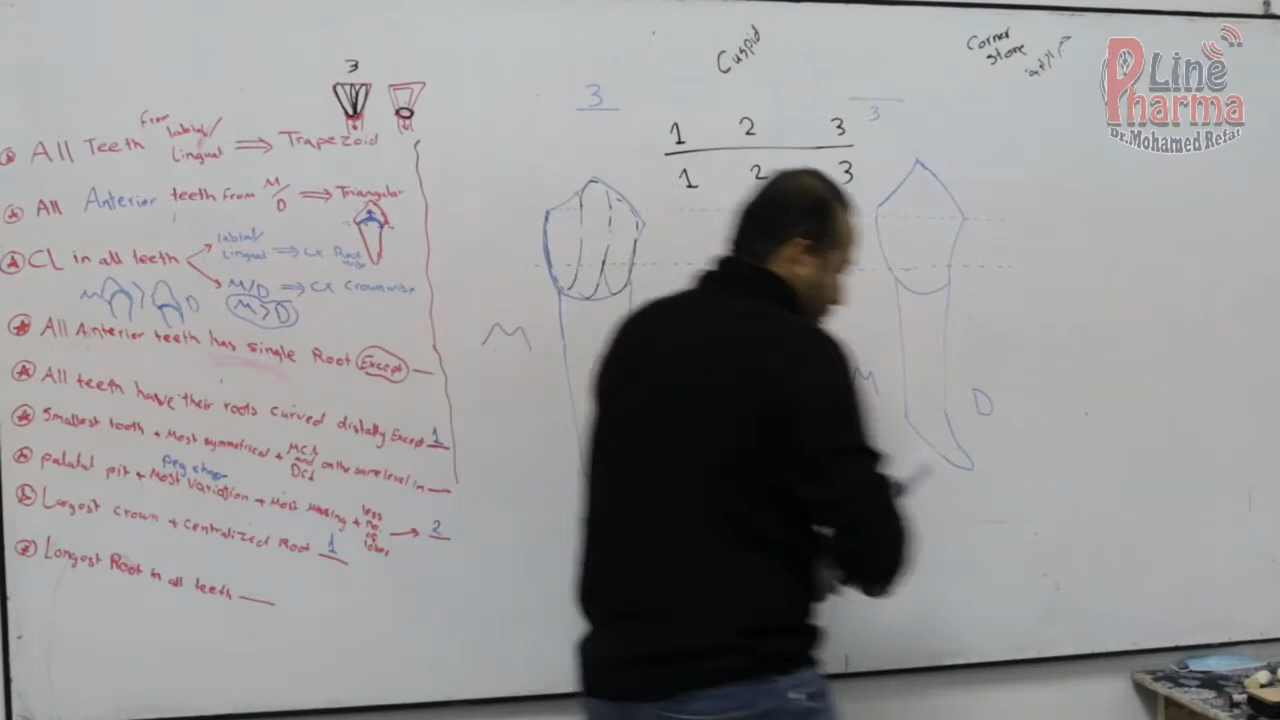 3
All Teeth from labial/ Lingual ⇒ Trapezoid
All Anterior teeth from M/D ⇒ Triangular
CL in all teeth
labial/ Lingual ⇒ CX Root wise
M/D ⇒ CX Crownwise
M > D
M>D
All Anterior teeth has single Root Except —
All teeth have their roots curved distally Except 1
Smallest tooth + Most symmetrical + MCA and DCA on the same level in —
peg shape
palatal pit + Most Variation + Most Missing + less no. of lobes → 2
Largest crown + Centralized Root 1
Longest Root in all teeth —
Cuspid
3
1 2 3
1 2 3
M
3
M
D
Corner stone
P Line Pharma
Dr.Mohamed Refat